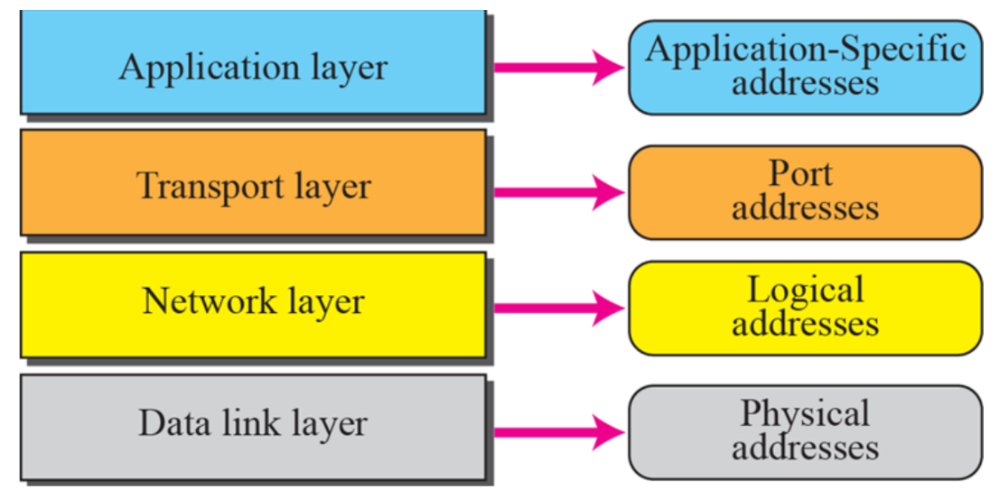 Application layer
Application-Specific
addresses
Transport layer
Port
addresses
Network layer
Logical
addresses
Data link layer
Physical
addresses